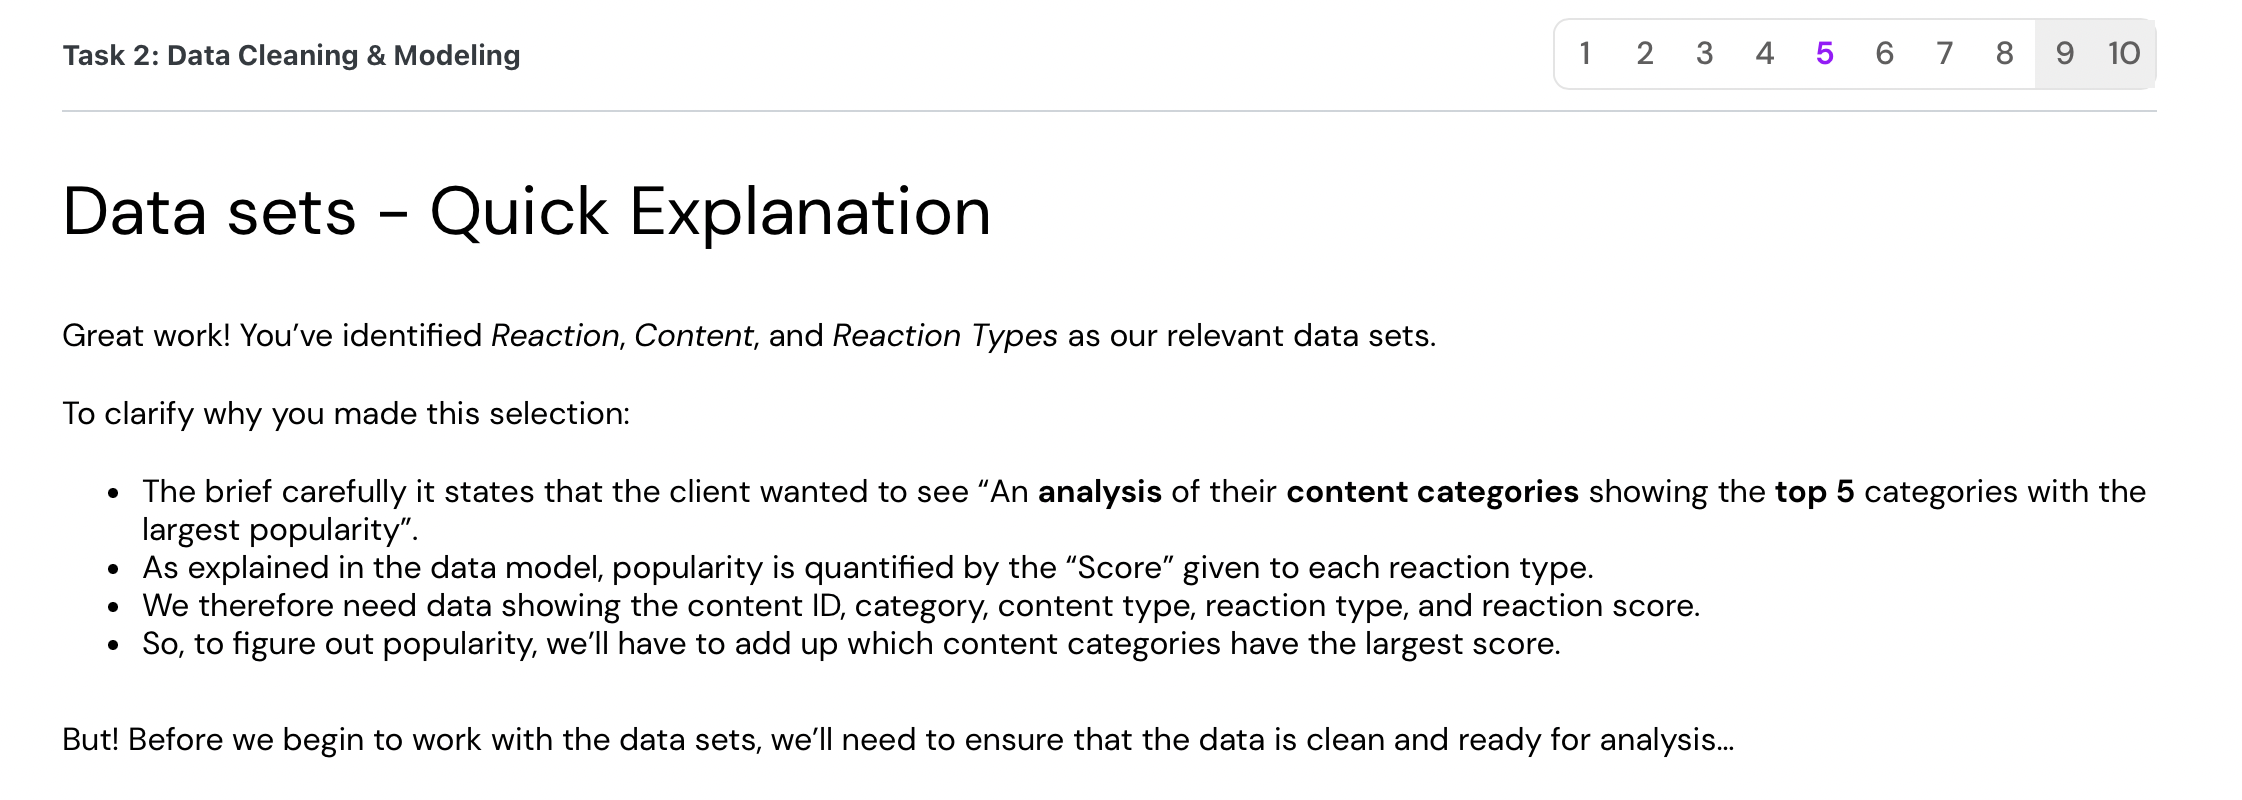 Task 2: Data Cleaning & Modeling
1 2 3 4 5 6 7 8 9 10
Data sets - Quick Explanation
Great work! You’ve identified Reaction, Content, and Reaction Types as our relevant data sets.
To clarify why you made this selection:
• The brief carefully it states that the client wanted to see “An analysis of their content categories showing the top 5 categories with the
largest popularity”.
• As explained in the data model, popularity is quantified by the “Score” given to each reaction type.
• We therefore need data showing the content ID, category, content type, reaction type, and reaction score.
• So, to figure out popularity, we’ll have to add up which content categories have the largest score.
But! Before we begin to work with the data sets, we’ll need to ensure that the data is clean and ready for analysis…